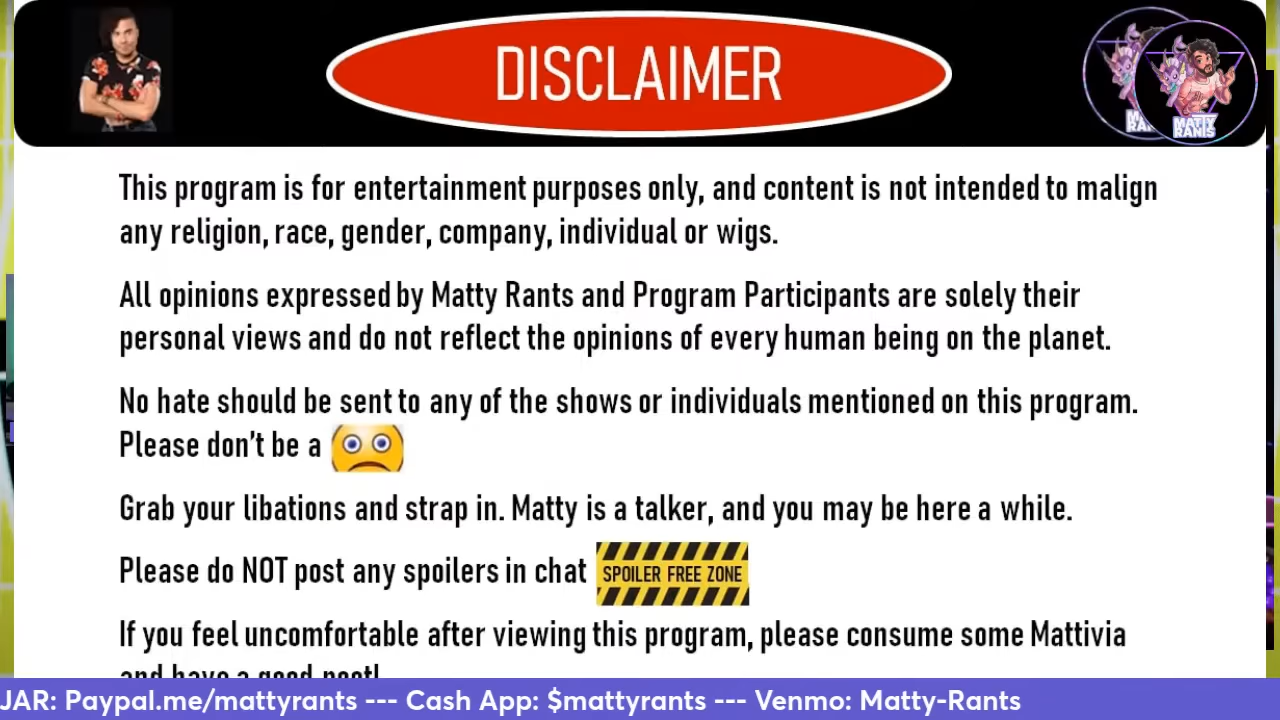 DISCLAIMER
MATTY
RANTS
This program is for entertainment purposes only, and content is not intended to malign
any religion, race, gender, company, individual or wigs.
All opinions expressed by Matty Rants and Program Participants are solely their
personal views and do not reflect the opinions of every human being on the planet.
No hate should be sent to any of the shows or individuals mentioned on this program.
Please don't be a
Grab your libations and strap in. Matty is a talker, and you may be here a while.
Please do NOT post any spoilers in chat SPOILER FREE ZONE
If you feel uncomfortable after viewing this program, please consume some Mattivia
and have a good
JAR: Paypal.me/mattyrants --- Cash App: $mattyrants --- Venmo: Matty-Rants